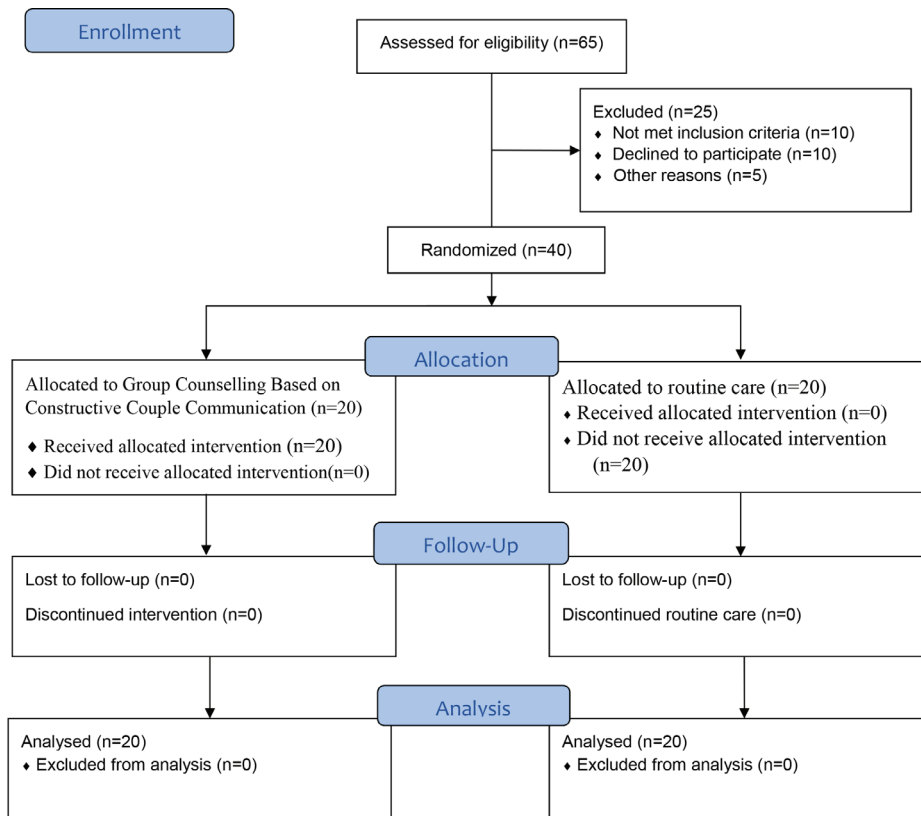 Enrollment
Assessed for eligibility (n=65)
Excluded (n=25)
♦ Not met inclusion criteria (n=10)
♦ Declined to participate (n=10)
♦ Other reasons (n=5)
Randomized (n=40)
Allocation
Allocated to Group Counselling Based on
Constructive Couple Communication (n=20)
♦ Received allocated intervention (n=20)
♦ Did not receive allocated intervention(n=0)
Allocated to routine care (n=20)
♦ Received allocated intervention (n=0)
♦ Did not receive allocated intervention
(n=20)
Follow-Up
Lost to follow-up (n=0)
Discontinued intervention (n=0)
Lost to follow-up (n=0)
Discontinued routine care (n=0)
Analysis
Analysed (n=20)
♦ Excluded from analysis (n=0)
Analysed (n=20)
♦ Excluded from analysis (n=0)